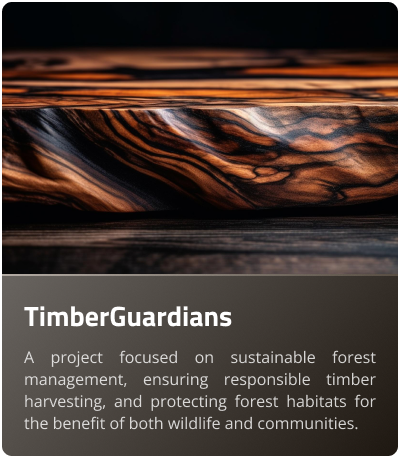 TimberGuardians
A project focused on sustainable forest
management, ensuring responsible timber
harvesting, and protecting forest habitats for
the benefit of both wildlife and communities.